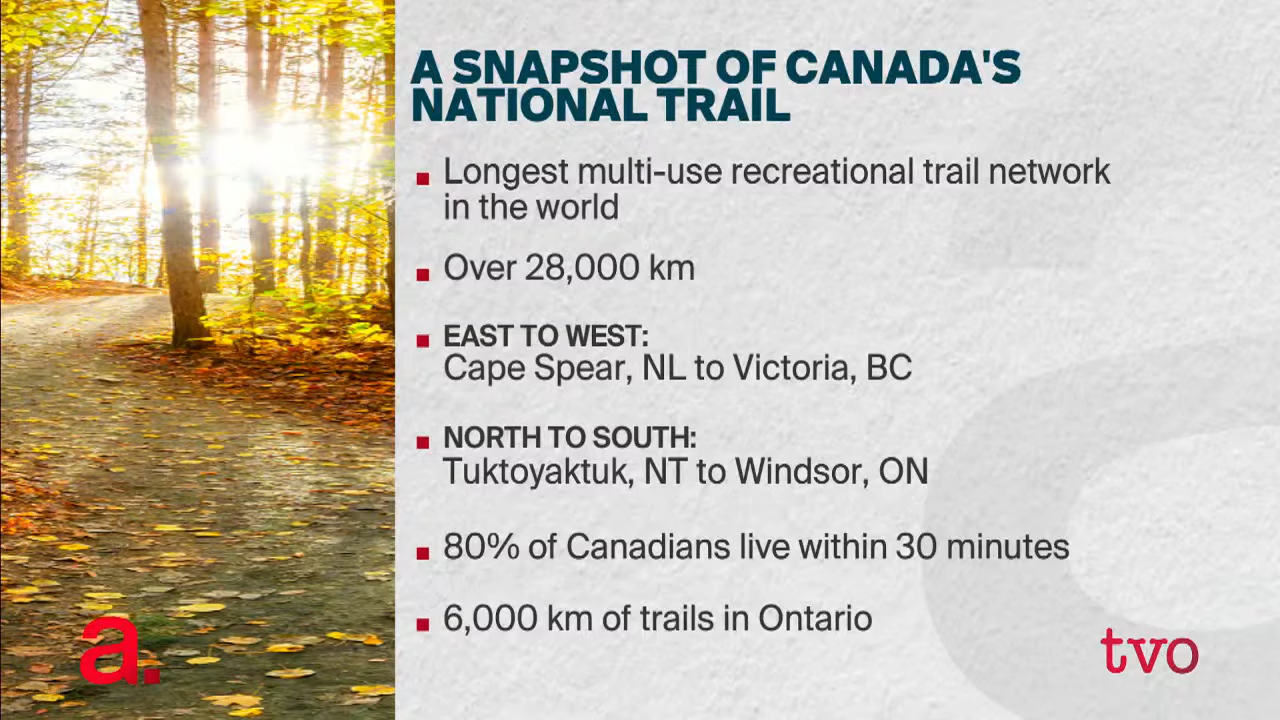 A SNAPSHOT OF CANADA'S
NATIONAL TRAIL
Longest multi-use recreational trail network
in the world
Over 28,000 km
EAST TO WEST:
Cape Spear, NL to Victoria, BC
NORTH TO SOUTH:
Tuktoyaktuk, NT to Windsor, ON
80% of Canadians live within 30 minutes
6,000 km of trails in Ontario
a.
tvo